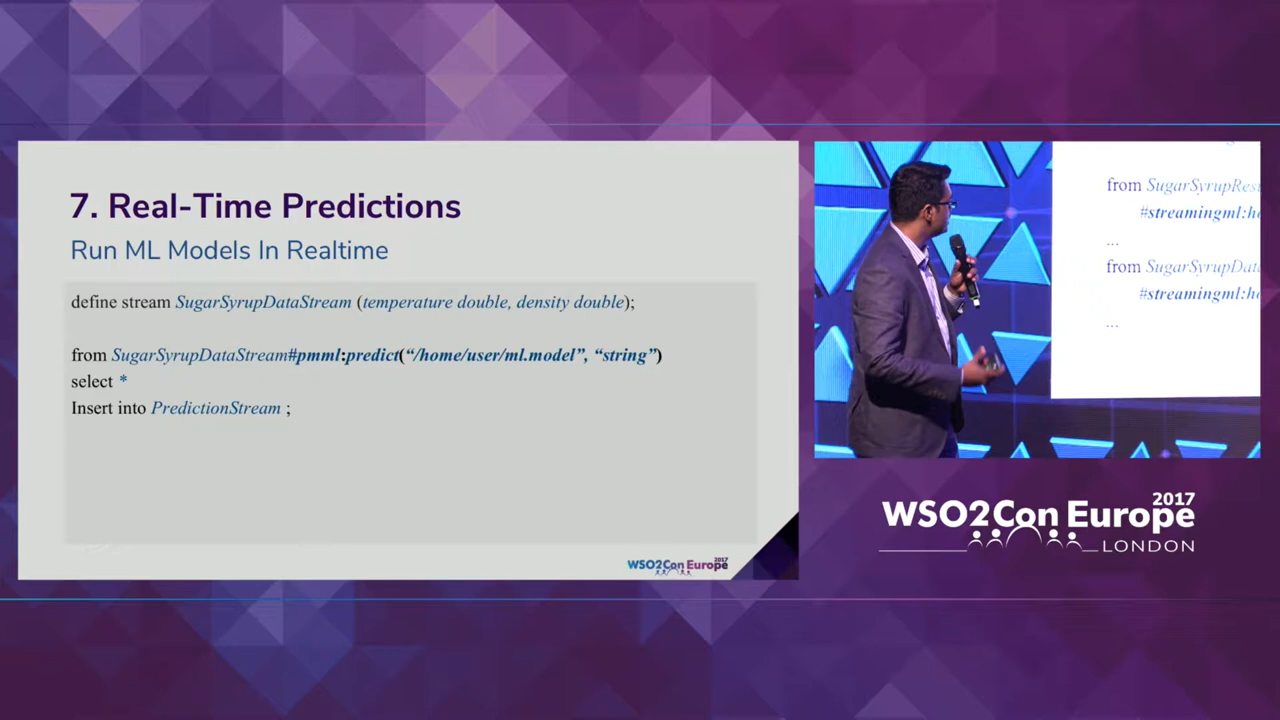 7. Real-Time Predictions
Run ML Models In Realtime
define stream SugarSyrupDataStream (temperature double, density double);
from SugarSyrupDataStream#pmml:predict(“/home/user/ml.model”, “string”)
select *
Insert into PredictionStream ;
WSO2Con Europe 2017
from SugarSyrupRes
#streamingml:h
...
from SugarSyrupDat
#streamingml:h
...
WSO2Con Europe 2017
LONDON